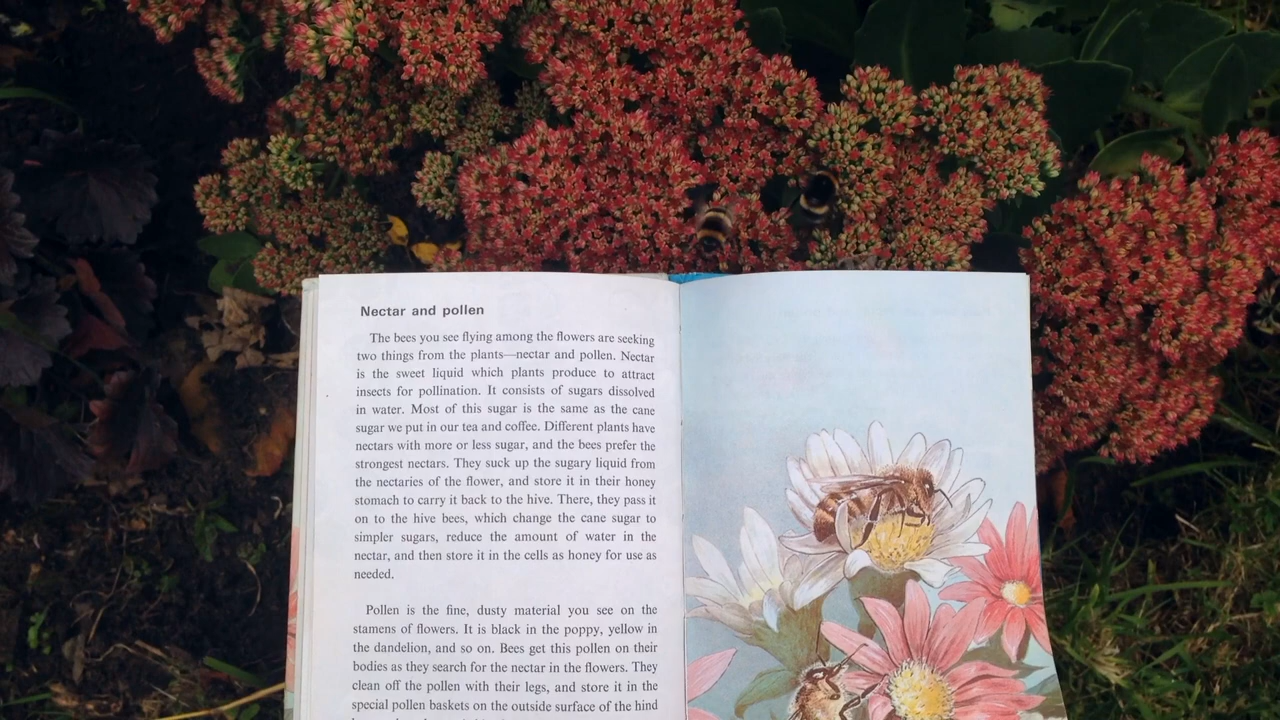 Nectar and pollen
The bees you see flying among the flowers are seeking
two things from the plants—nectar and pollen. Nectar
is the sweet liquid which plants produce to attract
insects for pollination. It consists of sugars dissolved
in water. Most of this sugar is the same as the cane
sugar we put in our tea and coffee. Different plants have
nectars with more or less sugar, and the bees prefer the
strongest nectars. They suck up the sugary liquid from
the nectaries of the flower, and store it in their honey
stomach to carry it back to the hive. There, they pass it
on to the hive bees, which change the cane sugar to
simpler sugars, reduce the amount of water in the
nectar, and then store it in the cells as honey for use as
needed.
Pollen is the fine, dusty material you see on the
stamens of flowers. It is black in the poppy, yellow in
the dandelion, and so on. Bees get this pollen on their
bodies as they search for the nectar in the flowers. They
clean off the pollen with their legs, and store it in the
special pollen baskets on the outside surface of the hind